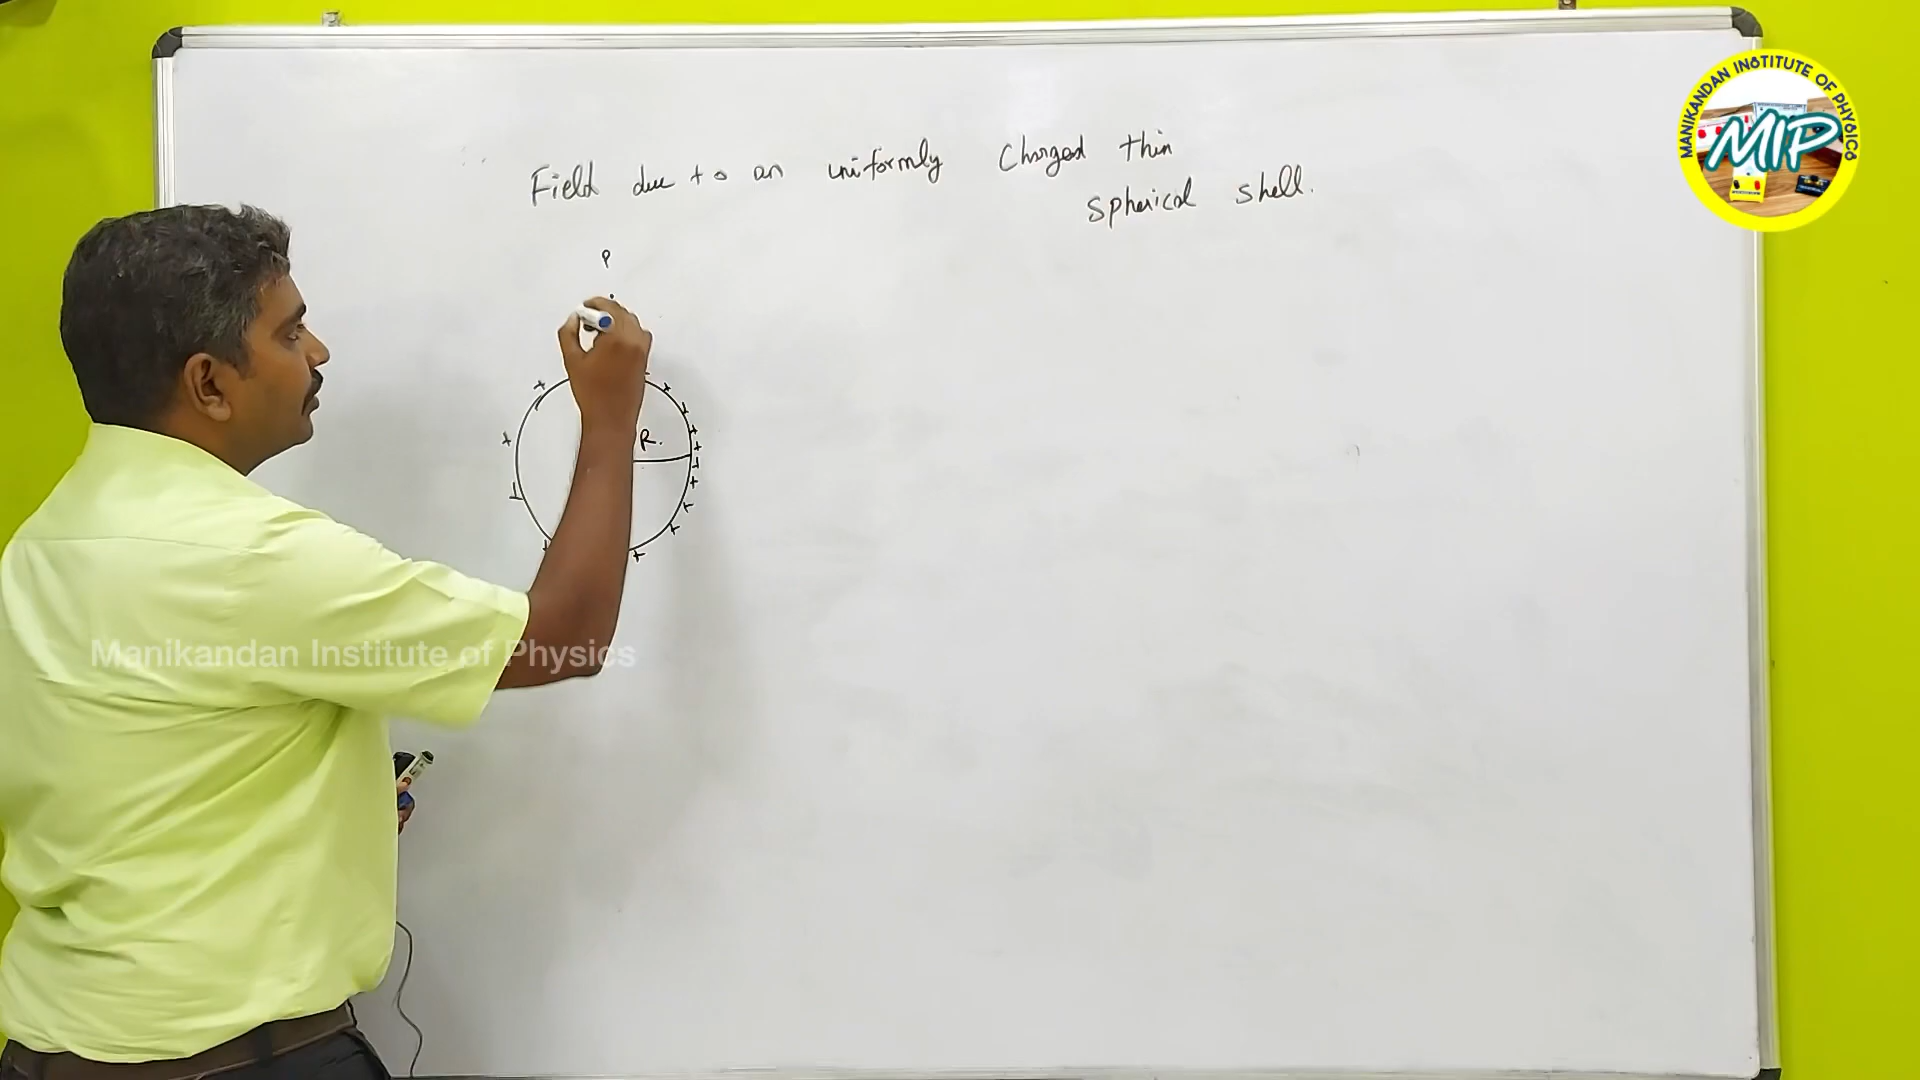 Field due to an uniformly Charged thin
Spherical shell.
P
R.
MANIKANDAN INSTITUTE OF PHYSICS
MIP
Manikandan Institute of Physics